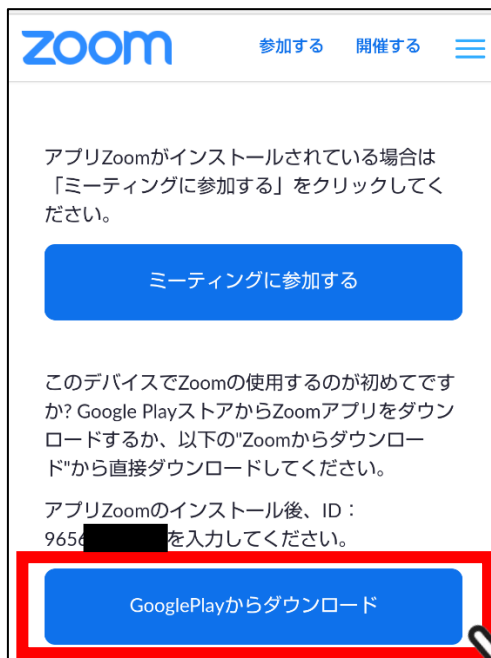 zoom 参加する 開催する
アプリZoomがインストールされている場合は
「ミーティングに参加する」をクリックしてく
ださい。
ミーティングに参加する
このデバイスでZoomの使用するのが初めてです
か? Google PlayストアからZoomアプリをダウン
ロードするか、以下の"Zoomからダウンロー
ド"から直接ダウンロードしてください。
アプリZoomのインストール後、ID：
9656 を入力してください。
GooglePlayからダウンロード